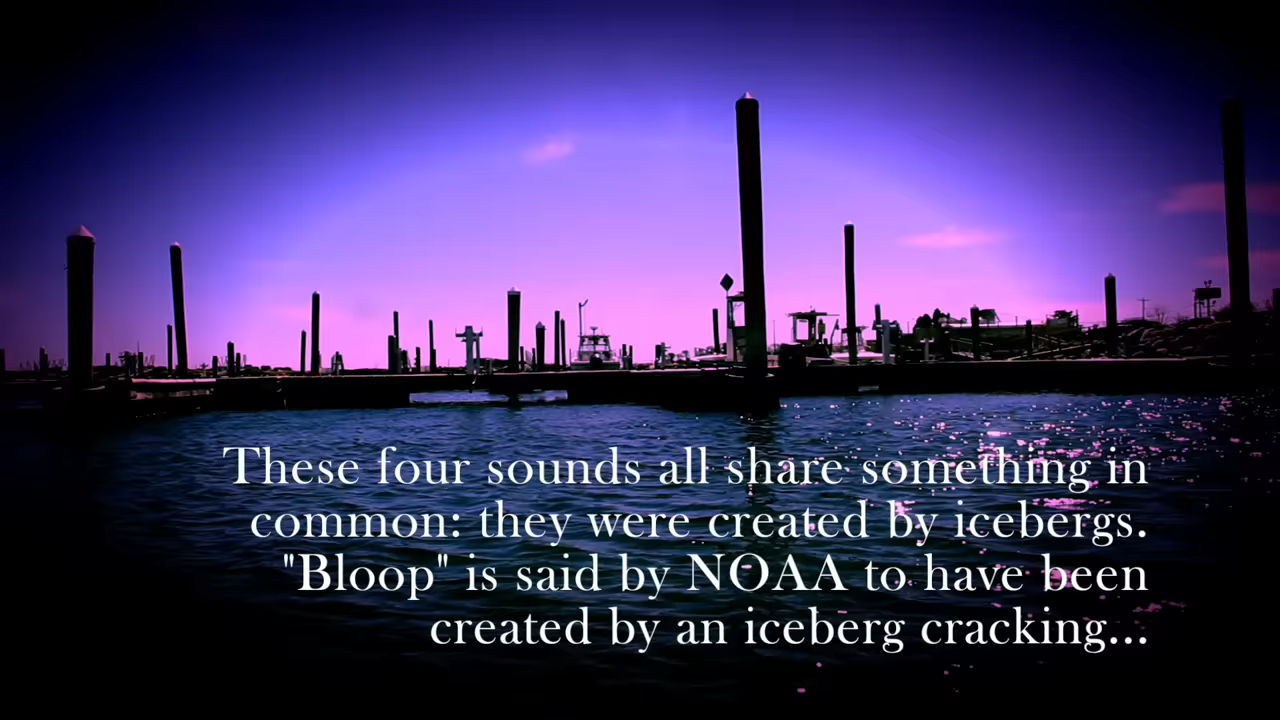 These four sounds all share something in
common: they were created by icebergs.
"Bloop" is said by NOAA to have been
created by an iceberg cracking...